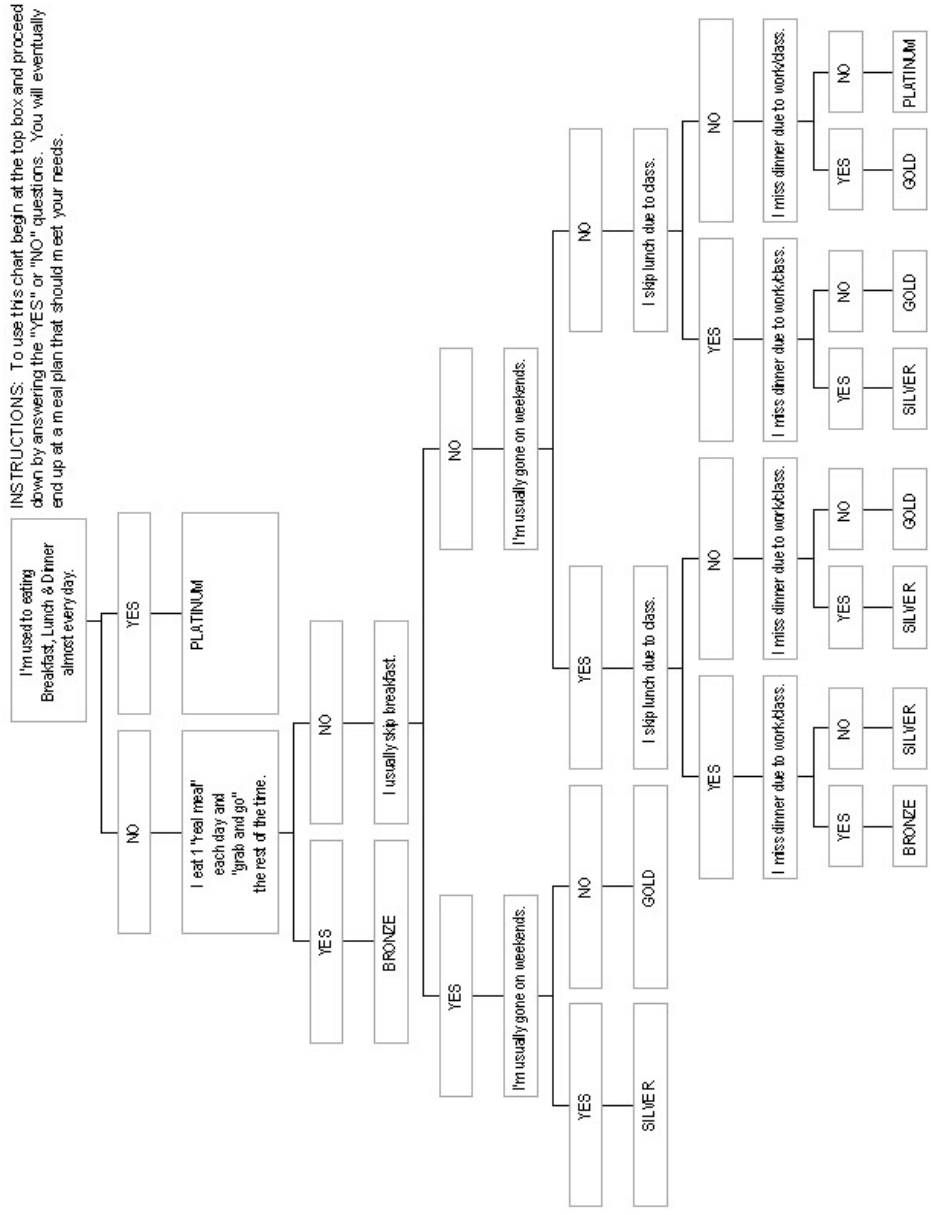 INSTRUCTIONS: To use this chart begin at the top box and proceed
down by answering the "YES" or "NO" questions. You will eventually
end up at a meal plan that should meet your needs.
I'm used to eating
Breakfast, Lunch & Dinner
almost every day.
NO
YES
I eat 1 "real meal"
each day and
"grab and go"
the rest of the time.
PLATINUM
YES
NO
BRONZE
I usually skip breakfast.
YES
NO
I'm usually gone on weekends.
I'm usually gone on weekends.
YES
NO
YES
NO
SILVER
GOLD
I skip lunch due to class.
I skip lunch due to class.
YES
NO
YES
NO
I miss dinner due to work/class.
I miss dinner due to work/class.
I miss dinner due to work/class.
I miss dinner due to work/class.
YES
NO
YES
NO
YES
NO
YES
NO
BRONZE
SILVER
SILVER
GOLD
SILVER
GOLD
GOLD
PLATINUM